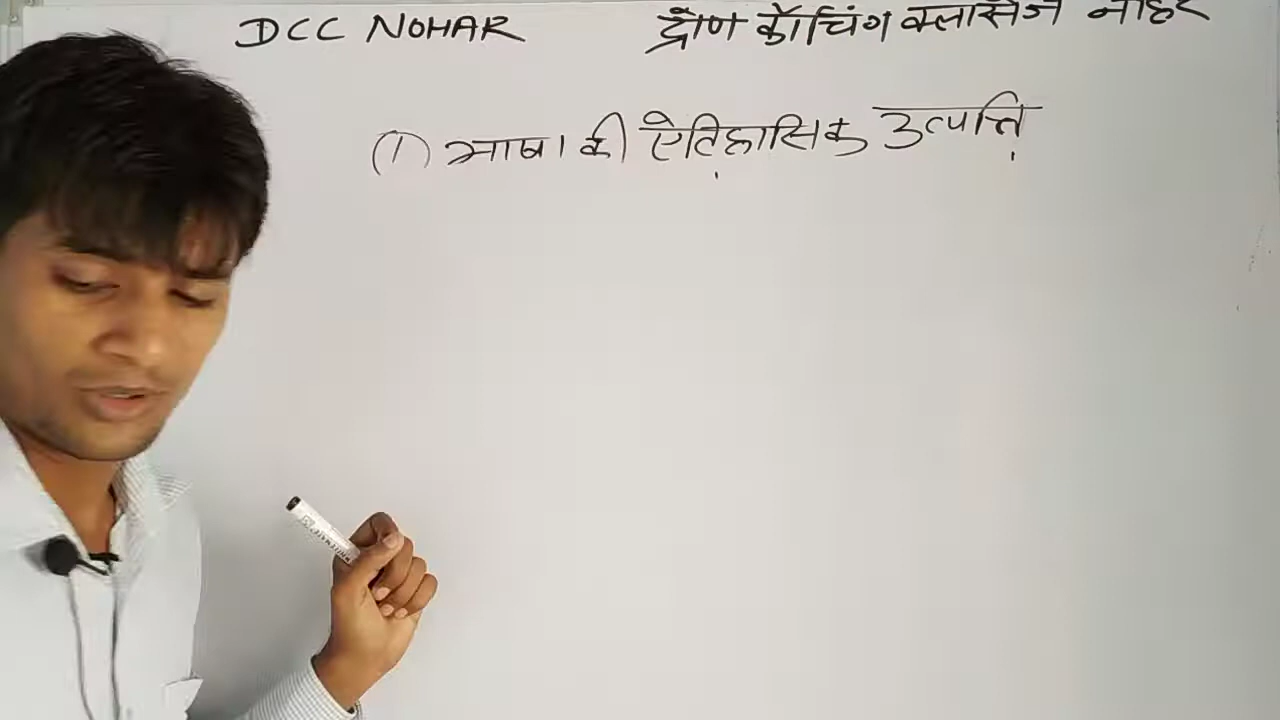 DCC NOHAR द्रोण कोचिंग क्लासेज नोहर
(1) भाषा की ऐतिहासिक उत्पत्ति